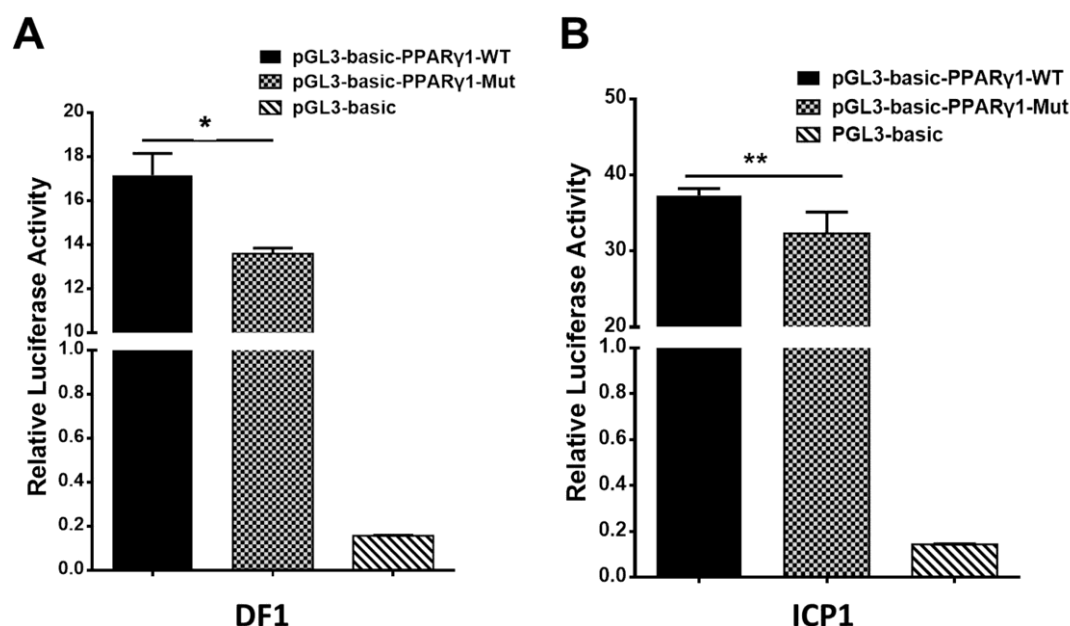 A
pGL3-basic-PPARγ1-WT
pGL3-basic-PPARγ1-Mut
pGL3-basic
Relative Luciferase Activity
20
18
16
14
12
10
1.0
0.8
0.6
0.4
0.2
0.0
*
DF1
B
pGL3-basic-PPARγ1-WT
pGL3-basic-PPARγ1-Mut
PGL3-basic
Relative Luciferase Activity
50
40
30
20
1.0
0.8
0.6
0.4
0.2
0.0
**
ICP1